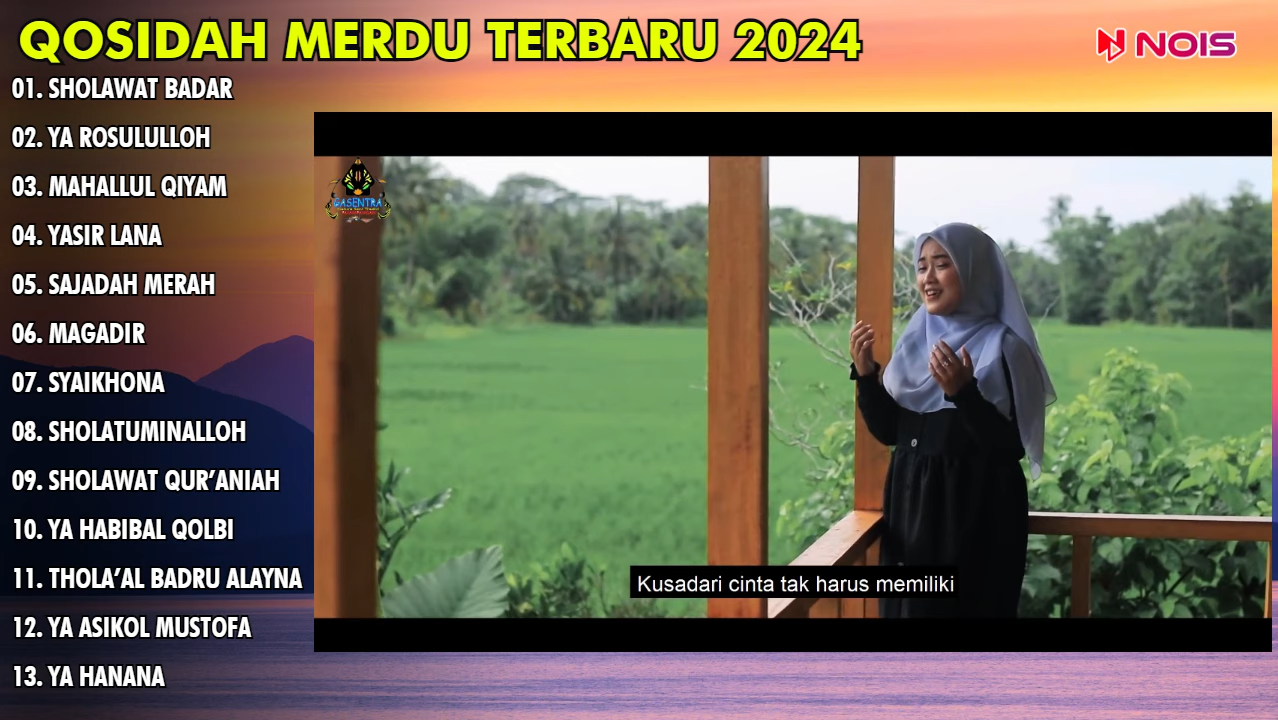 QOSIDAH MERDU TERBARU 2024
NOIS
01. SHOLAWAT BADAR
02. YA ROSULULLOH
03. MAHALLUL QIYAM
04. YASIR LANA
05. SAJADAH MERAH
06. MAGADIR
07. SYAIKHONA
08. SHOLATUMINALLOH
09. SHOLAWAT QUR’ANIAH
10. YA HABIBAL QOLBI
11. THOLA’AL BADRU ALAYNA
12. YA ASIKOL MUSTOFA
13. YA HANANA
GASENTRA
Kusadari cinta tak harus memiliki